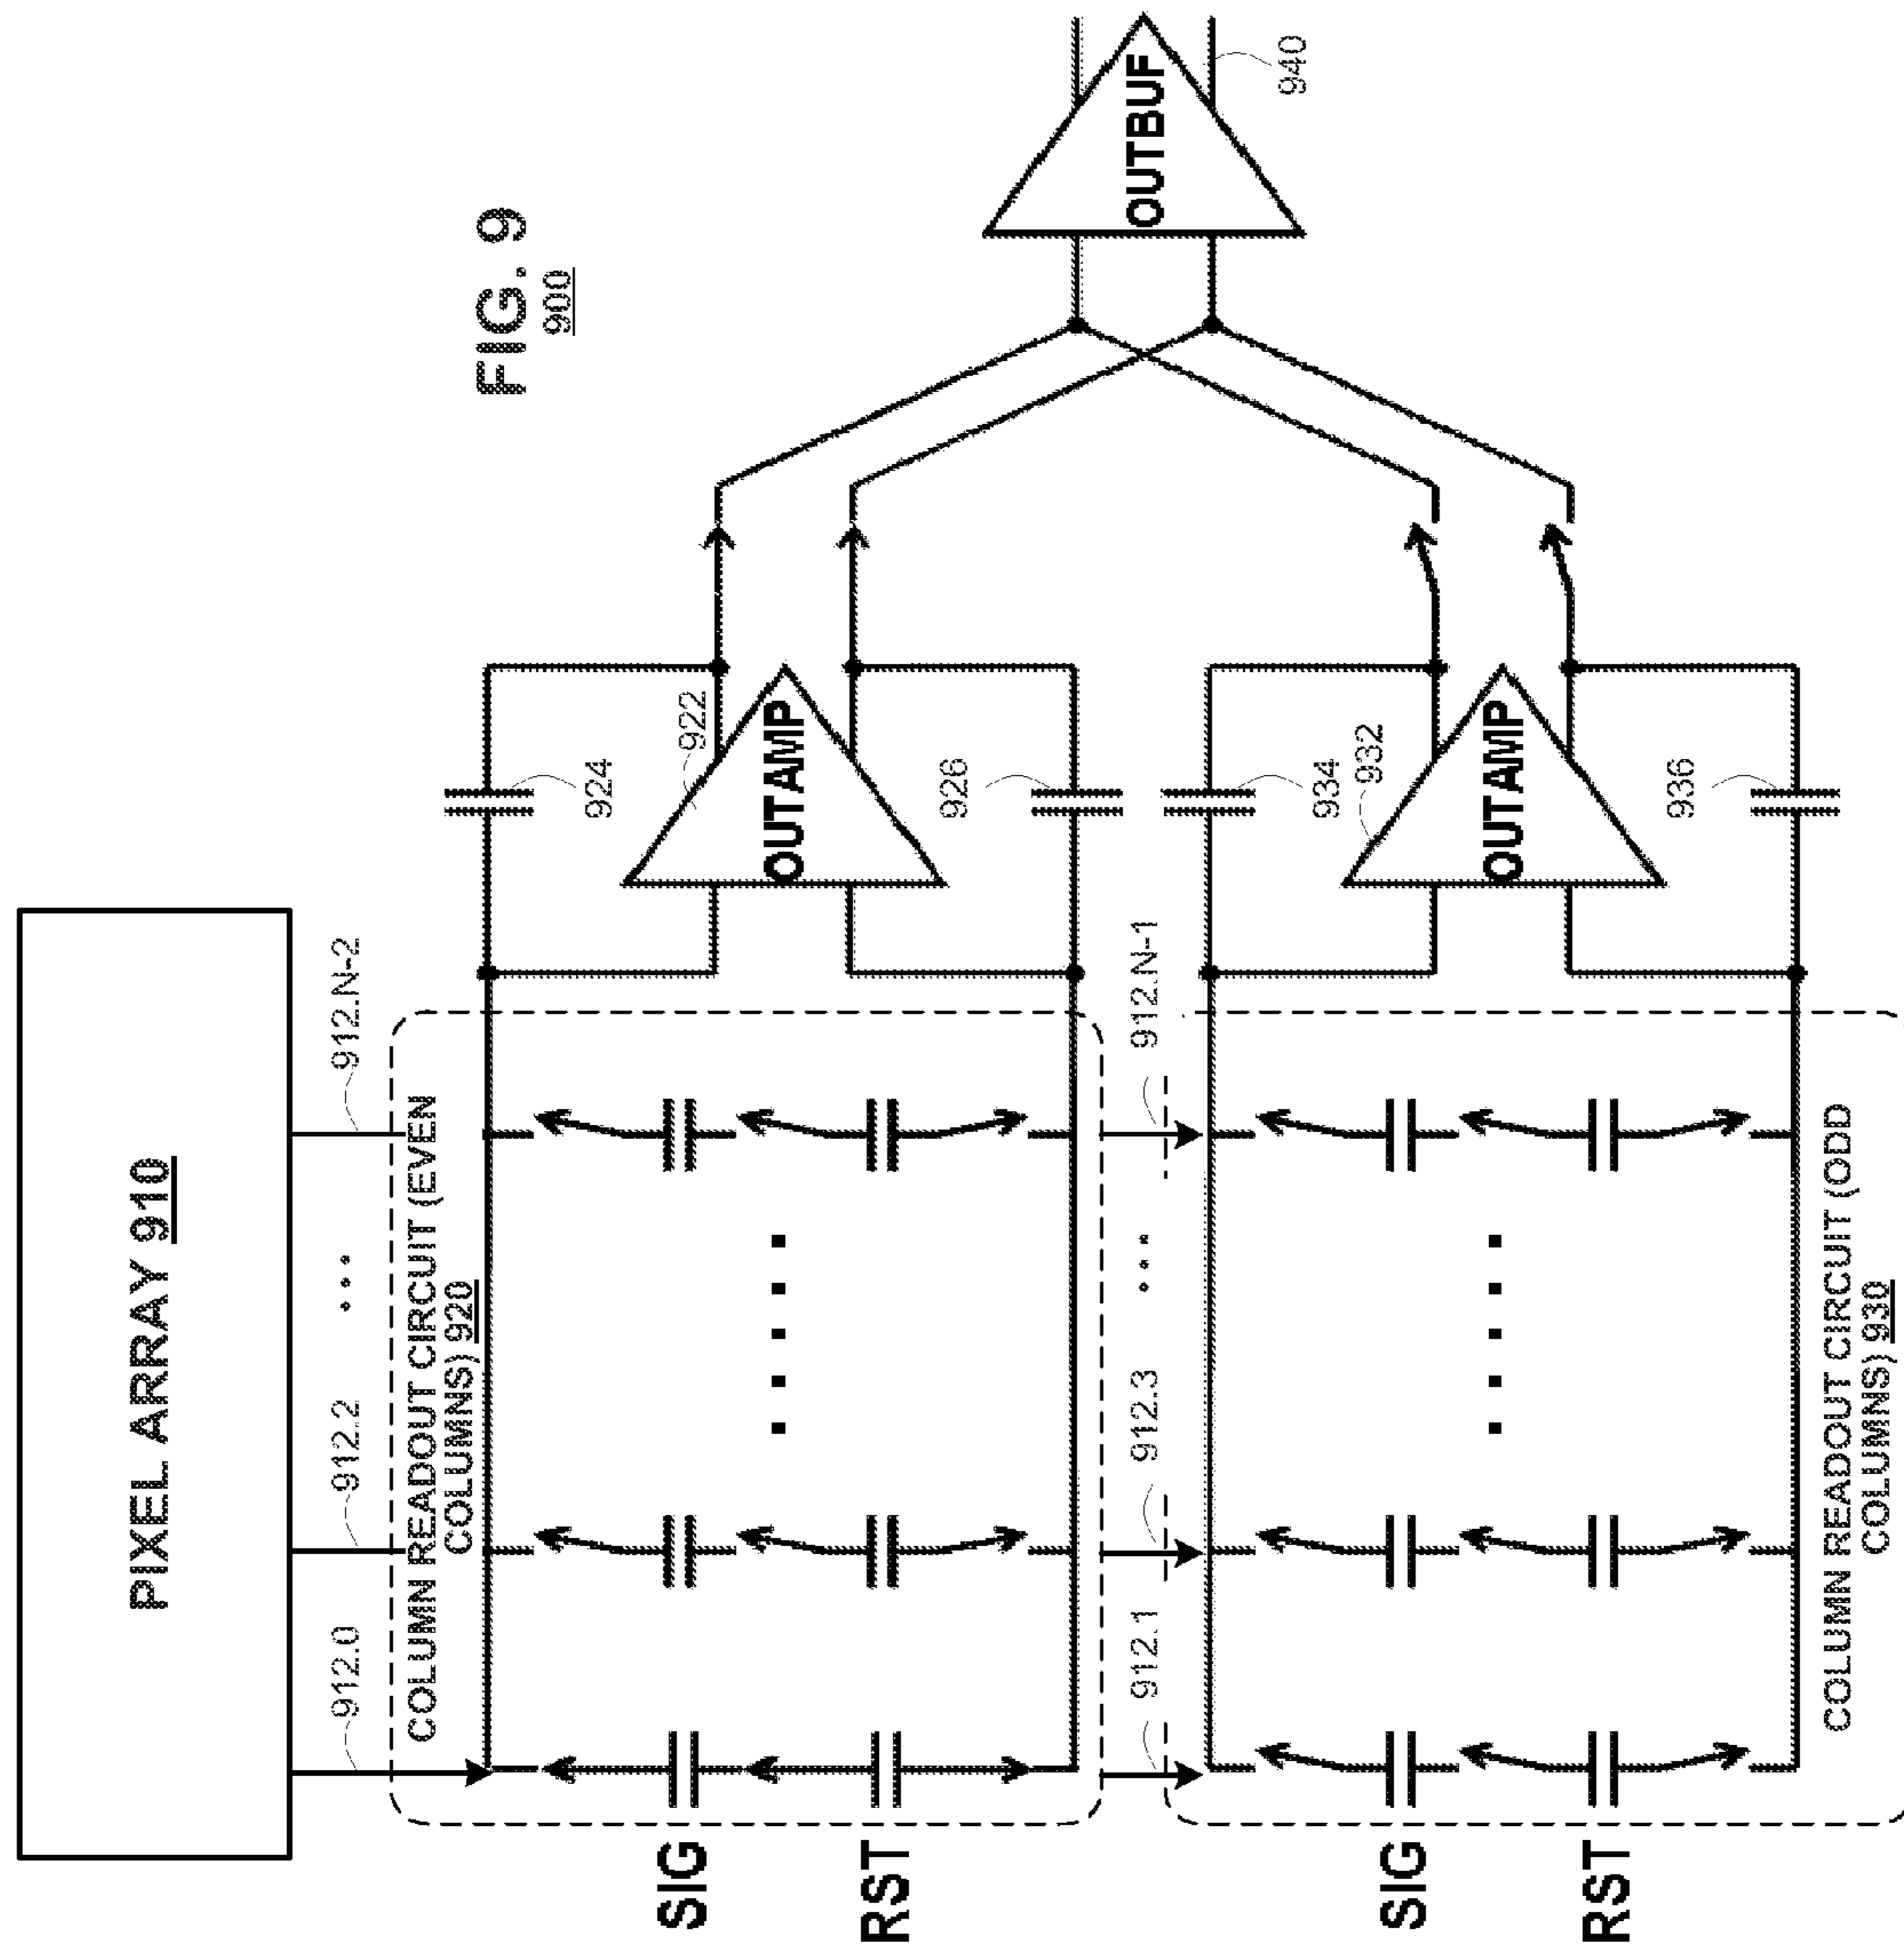 FIG. 9
900
PIXEL ARRAY 910
912.0
912.2
...
912.N-2
COLUMN READOUT CIRCUIT (EVEN
COLUMNS) 920
SIG
RST
924
922
OUTAMP
926
912.1
912.3
...
912.N-1
SIG
RST
934
932
OUTAMP
936
COLUMN READOUT CIRCUIT (ODD
COLUMNS) 930
OUTBUF
940